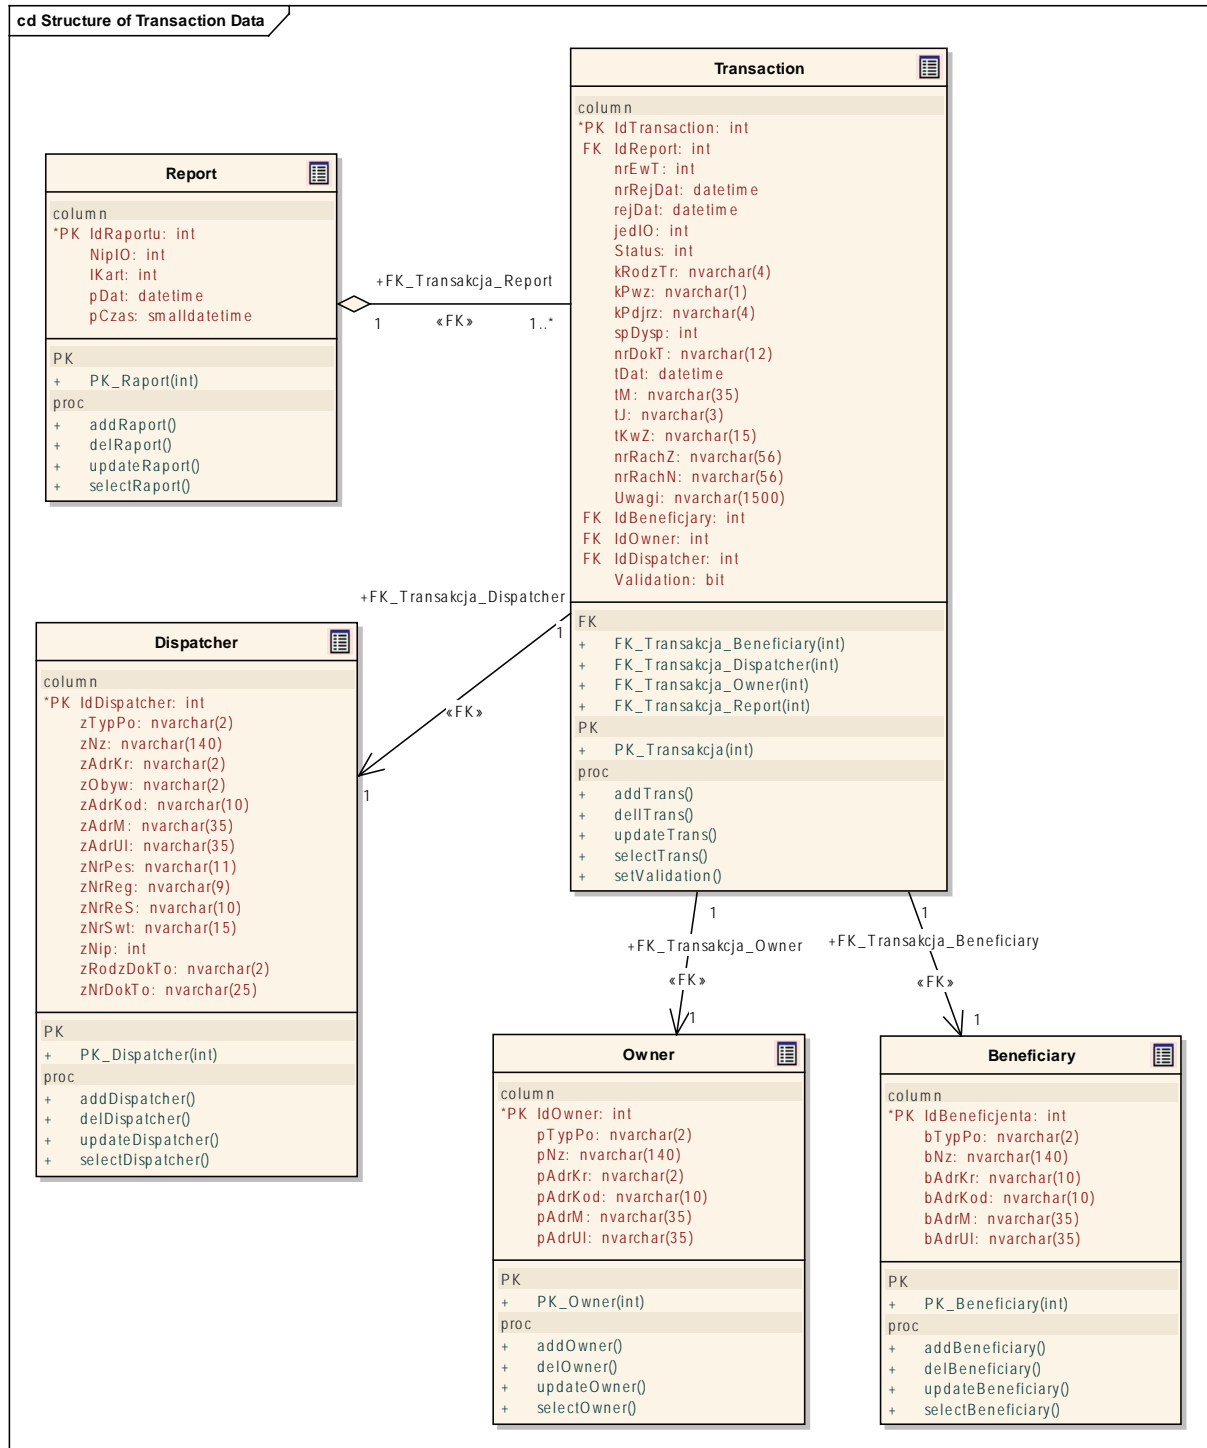 cd Structure of Transaction Data
Transaction
column
*PK IdTransaction: int
FK IdReport: int
nrEwT: int
nrRejDat: datetime
rejDat: datetime
jedIO: int
Status: int
kRodzTr: nvarchar(4)
kPwz: nvarchar(1)
kPdjrz: nvarchar(4)
spDysp: int
nrDokT: nvarchar(12)
tDat: datetime
tM: nvarchar(35)
tJ: nvarchar(3)
tKwZ: nvarchar(15)
nrRachZ: nvarchar(56)
nrRachN: nvarchar(56)
Uwagi: nvarchar(1500)
FK IdBeneficjary: int
FK IdOwner: int
FK IdDispatcher: int
Validation: bit
FK
+ FK_Transakcja_Beneficiary(int)
+ FK_Transakcja_Dispatcher(int)
+ FK_Transakcja_Owner(int)
+ FK_Transakcja_Report(int)
PK
+ PK_Transakcja(int)
proc
+ addTrans()
+ dellTrans()
+ updateTrans()
+ selectTrans()
+ setValidation()
Report
column
*PK IdRaportu: int
NipIO: int
IKart: int
pDat: datetime
pCzas: smalldatetime
PK
+ PK_Raport(int)
proc
+ addRaport()
+ delRaport()
+ updateRaport()
+ selectRaport()
+FK_Transakcja_Report
1 «FK» 1..*
+FK_Transakcja_Dispatcher
1
«FK»
1
Dispatcher
column
*PK IdDispatcher: int
zTypPo: nvarchar(2)
zNz: nvarchar(140)
zAdrKr: nvarchar(2)
zObyw: nvarchar(2)
zAdrKod: nvarchar(10)
zAdrM: nvarchar(35)
zAdrUl: nvarchar(35)
zNrPes: nvarchar(11)
zNrReg: nvarchar(9)
zNrReS: nvarchar(10)
zNrSwt: nvarchar(15)
zNip: int
zRodzDokTo: nvarchar(2)
zNrDokTo: nvarchar(25)
PK
+ PK_Dispatcher(int)
proc
+ addDispatcher()
+ delDispatcher()
+ updateDispatcher()
+ selectDispatcher()
1
+FK_Transakcja_Owner
«FK»
1
1
+FK_Transakcja_Beneficiary
«FK»
1
Owner
column
*PK IdOwner: int
pTypPo: nvarchar(2)
pNz: nvarchar(140)
pAdrKr: nvarchar(2)
pAdrKod: nvarchar(10)
pAdrM: nvarchar(35)
pAdrUl: nvarchar(35)
PK
+ PK_Owner(int)
proc
+ addOwner()
+ delOwner()
+ updateOwner()
+ selectOwner()
Beneficiary
column
*PK IdBeneficjenta: int
bTypPo: nvarchar(2)
bNz: nvarchar(140)
bAdrKr: nvarchar(10)
bAdrKod: nvarchar(10)
bAdrM: nvarchar(35)
bAdrUl: nvarchar(35)
PK
+ PK_Beneficiary(int)
proc
+ addBeneficiary()
+ delBeneficiary()
+ updateBeneficiary()
+ selectBeneficiary()